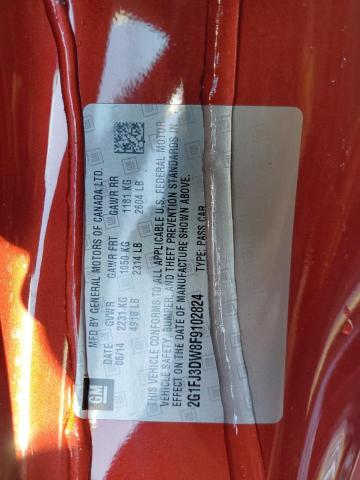 MFD BY GENERAL MOTORS OF CANADA LTD.
DATE GVWR GAWR FRT GAWR RR
06/14 2231 KG 1050 KG 1181 KG
4918 LB 2314 LB 2604 LB
THIS VEHICLE CONFORMS TO ALL APPLICABLE U.S. FEDERAL MOTOR
VEHICLE SAFETY, BUMPER, AND THEFT PREVENTION STANDARDS IN
EFFECT ON THE DATE OF MANUFACTURE SHOWN ABOVE.
2G1FJ3DW8F9102824 TYPE: PASS CAR
GM